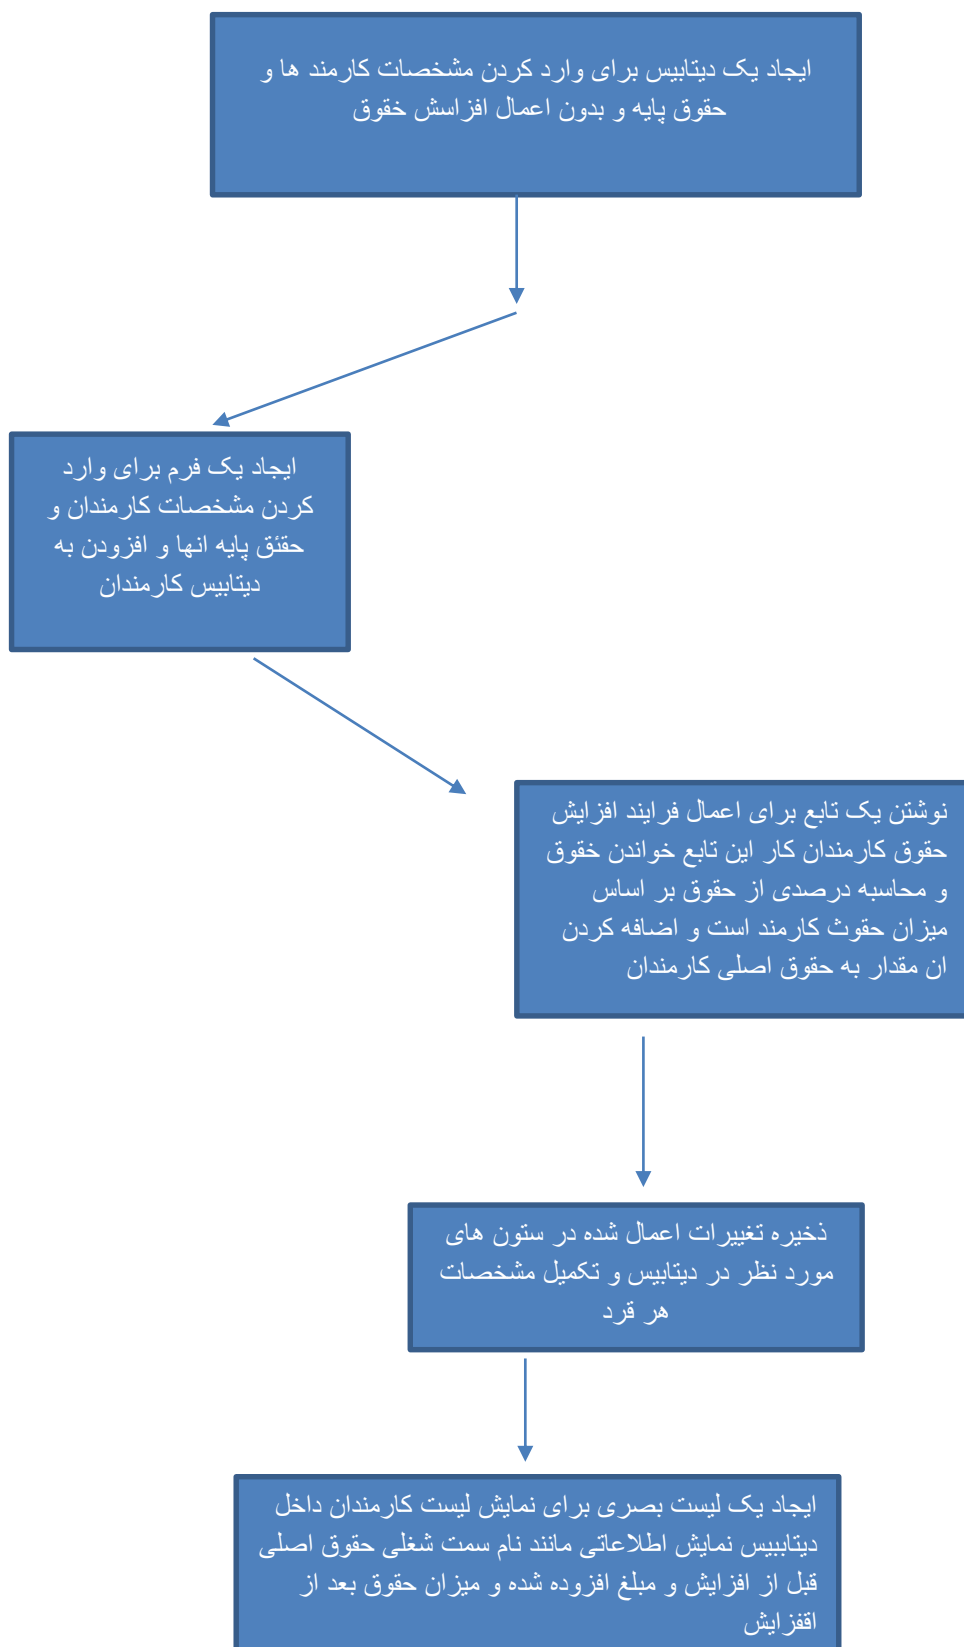 ایجاد یک دیتابیس برای وارد کردن مشخصات کارمند ها و
حقوق پایه و بدون اعمال افزاسش خقوق
ایجاد یک فرم برای وارد
کردن مشخصات کارمندان و
حقئق پایه انها و افزودن به
دیتابیس کارمندان
نوشتن یک تابع برای اعمال فرایند افزایش
حقوق کارمندان کار این تابع خواندن خقوق
و محاسبه درصدی از حقوق بر اساس
میزان حقوث کارمند است و اضافه کردن
ان مقدار به حقوق اصلی کارمندان
ذخیره تغییرات اعمال شده در ستون های
مورد نظر در دیتابیس و تکمیل مشخصات
هر قرد
ایجاد یک لیست بصری برای نمایش لیست کارمندان داخل
دیتاببیس نمایش اطلاعاتی مانند نام سمت شغلی حقوق اصلی
قبل از افزایش و مبلغ افزوده شده و میزان حقوق بعد از
اقفزایش